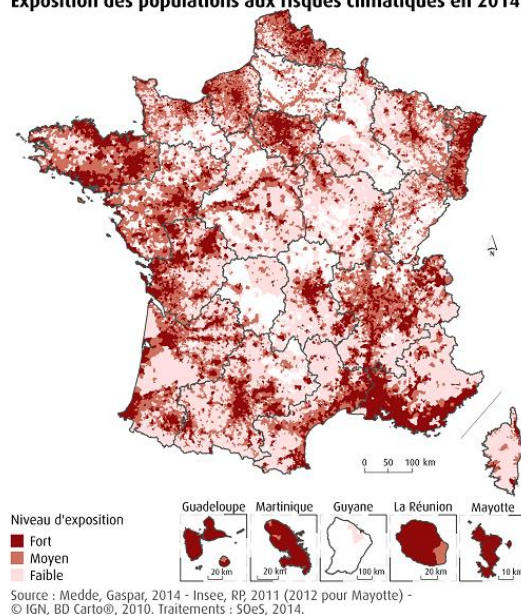 Exposition des populations aux risques climatiques en 2014
N
0 50 100 km
Niveau d'exposition
Fort
Moyen
Faible
Guadeloupe Martinique Guyane La Réunion Mayotte
20 km 20 km 100 km 20 km 10 km
Source : Medde, Gaspar, 2014 - Insee, RP, 2011 (2012 pour Mayotte) -
© IGN, BD Carto®, 2010. Traitements : SOeS, 2014.